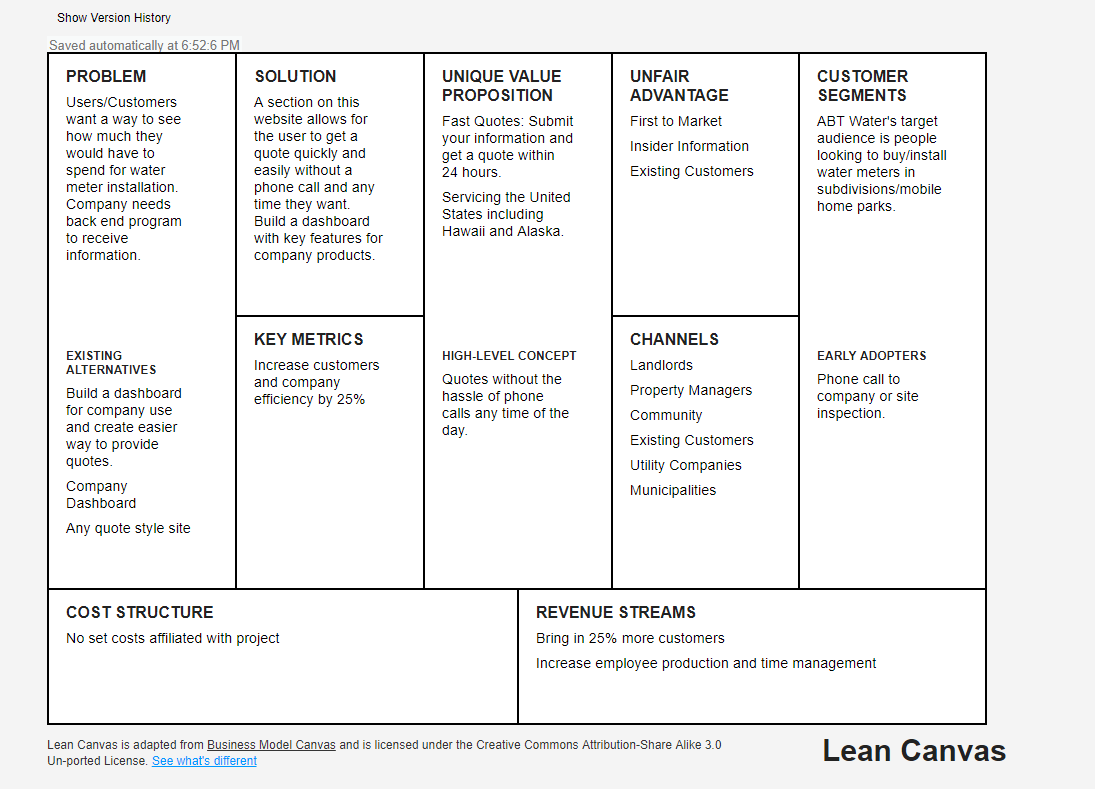 Show Version History
Saved automatically at 6:52:6 PM
PROBLEM
Users/Customers
want a way to see
how much they
would have to
spend for water
meter installation.
Company needs
back end program
to receive
information.
EXISTING
ALTERNATIVES
Build a dashboard
for company use
and create easier
way to provide
quotes.
Company
Dashboard
Any quote style site
SOLUTION
A section on this
website allows for
the user to get a
quote quickly and
easily without a
phone call and any
time they want.
Build a dashboard
with key features for
company products.
KEY METRICS
Increase customers
and company
efficiency by 25%
UNIQUE VALUE
PROPOSITION
Fast Quotes: Submit
your information and
get a quote within
24 hours.
Servicing the United
States including
Hawaii and Alaska.
HIGH-LEVEL CONCEPT
Quotes without the
hassle of phone
calls any time of the
day.
UNFAIR
ADVANTAGE
First to Market
Insider Information
Existing Customers
CHANNELS
Landlords
Property Managers
Community
Existing Customers
Utility Companies
Municipalities
CUSTOMER
SEGMENTS
ABT Water's target
audience is people
looking to buy/install
water meters in
subdivisions/mobile
home parks.
EARLY ADOPTERS
Phone call to
company or site
inspection.
COST STRUCTURE
No set costs affiliated with project
REVENUE STREAMS
Bring in 25% more customers
Increase employee production and time management
Lean Canvas is adapted from Business Model Canvas and is licensed under the Creative Commons Attribution-Share Alike 3.0
Un-ported License. See what's different
Lean Canvas